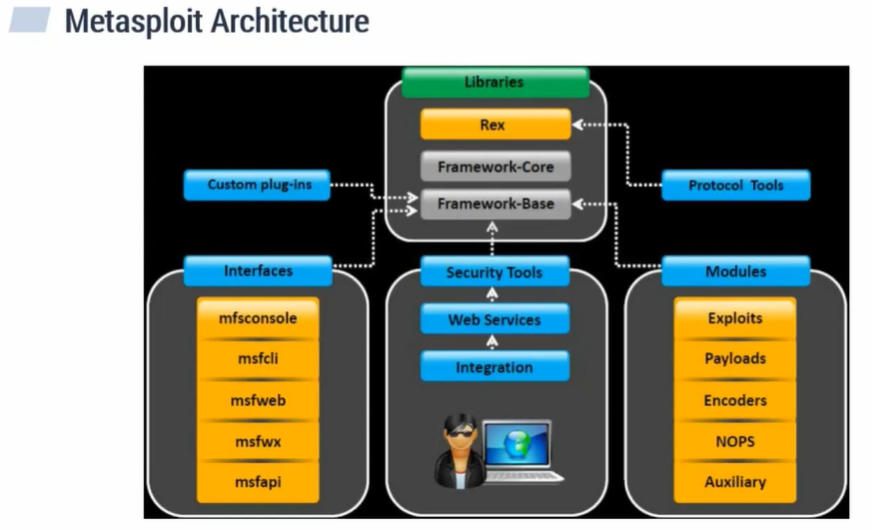 Metasploit Architecture
Libraries
Rex
Framework-Core
Framework-Base
Custom plug-ins
Protocol Tools
Interfaces
mfsconsole
msfcli
msfweb
msfwx
msfapi
Security Tools
Web Services
Integration
Modules
Exploits
Payloads
Encoders
NOPS
Auxiliary